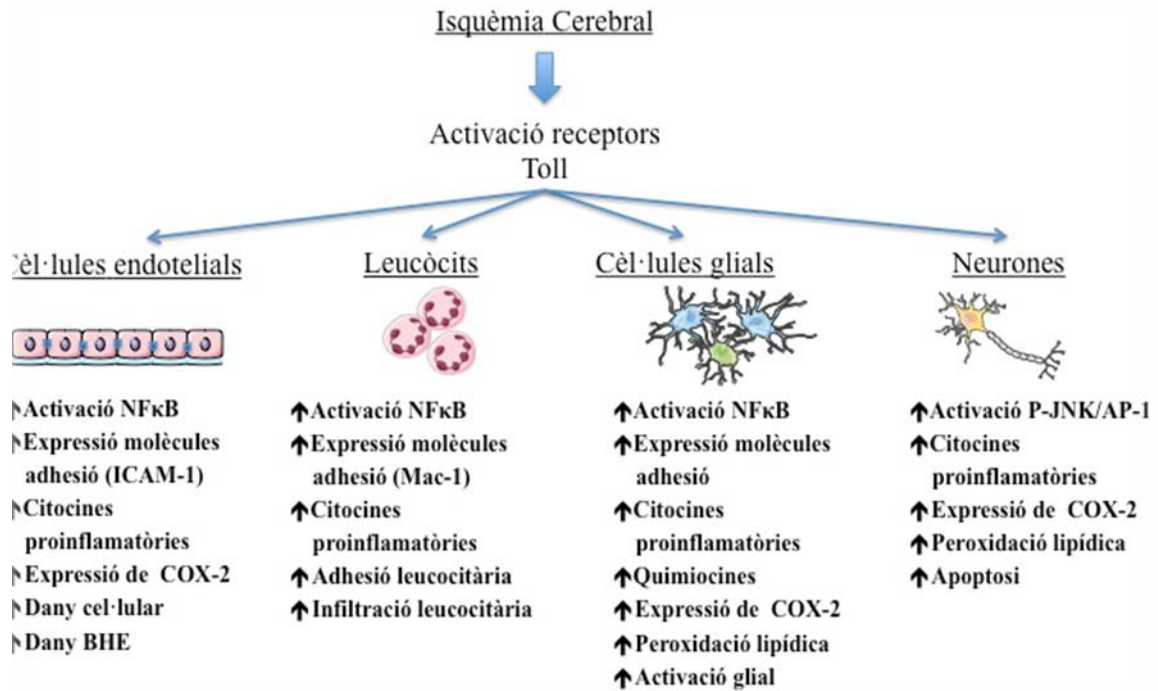 Isquèmia Cerebral
Activació receptors
Toll
Cèl·lules endotelials
Activació NFκB
Expressió molècules
adhesió (ICAM-1)
Citocines
proinflamatòries
Expressió de COX-2
Dany cel·lular
Dany BHE
Leucòcits
Activació NFκB
Expressió molècules
adhesió (Mac-1)
Citocines
proinflamatòries
Adhesió leucocitària
Infiltració leucocitària
Cèl·lules glials
Activació NFκB
Expressió molècules
adhesió
Citocines
proinflamatòries
Quimiocines
Expressió de COX-2
Peroxidació lipídica
Activació glial
Neurones
Activació P-JNK/AP-1
Citocines
proinflamatòries
Expressió de COX-2
Peroxidació lipídica
Apoptosi